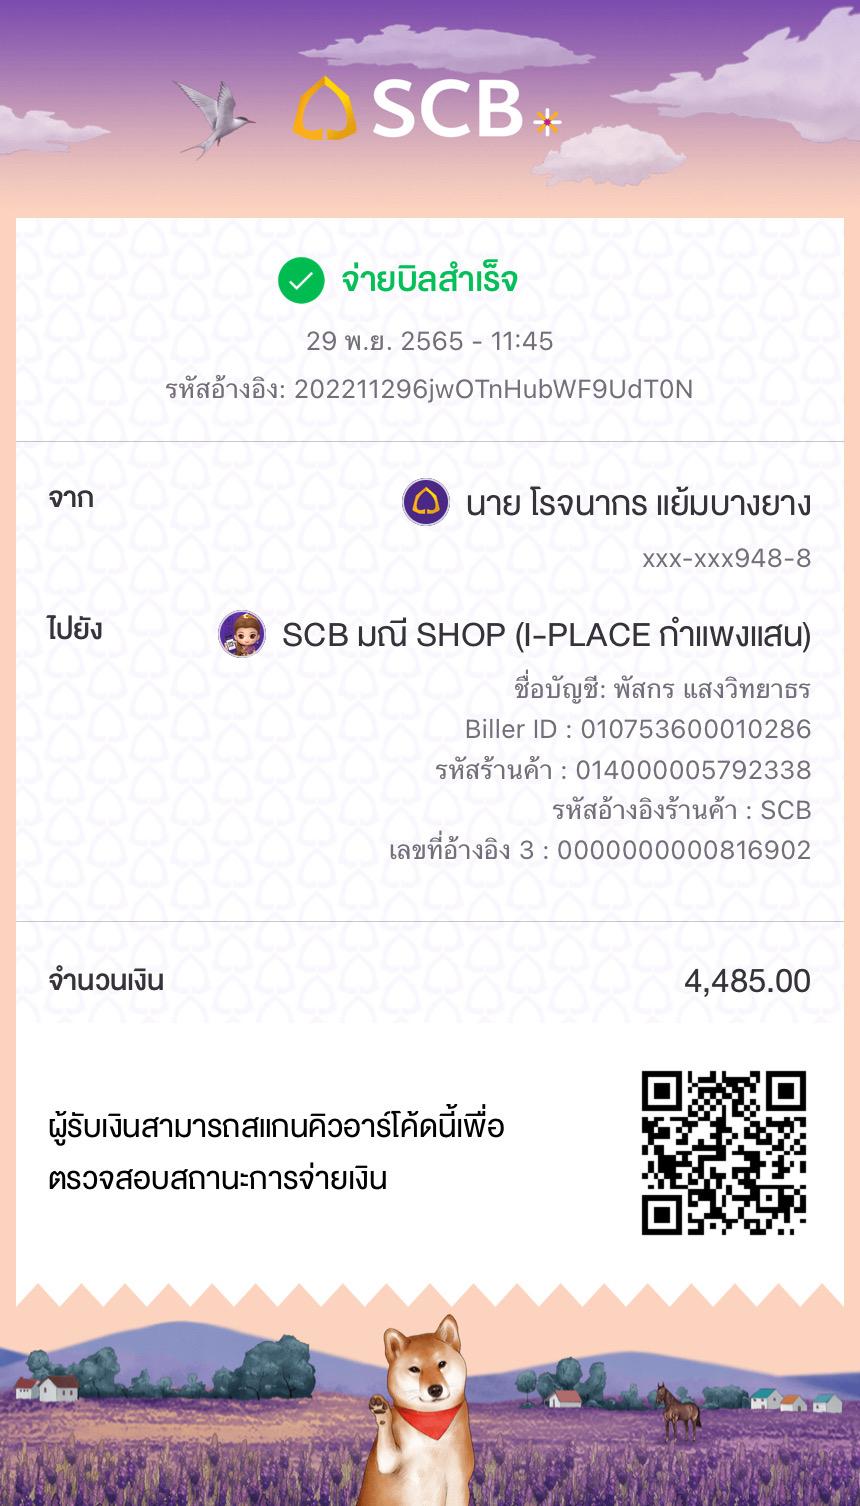 SCB
จ่ายบิลสำเร็จ
29 พ.ย. 2565 - 11:45
รหัสอ้างอิง: 202211296jwOTnHubWF9UdT0N
จาก
นาย โรจนากร แย้มบางยาง
xxx-xxx948-8
ไปยัง
SCB มณี SHOP (I-PLACE กำแพงแสน)
ชื่อบัญชี: พัสกร แสงวิทยาธร
Biller ID : 010753600010286
รหัสร้านค้า : 014000005792338
รหัสอ้างอิงร้านค้า : SCB
เลขที่อ้างอิง 3 : 0000000000816902
จำนวนเงิน
4,485.00
ผู้รับเงินสามารถสแกนคิวอาร์โค้ดนี้เพื่อ
ตรวจสอบสถานะการจ่ายเงิน